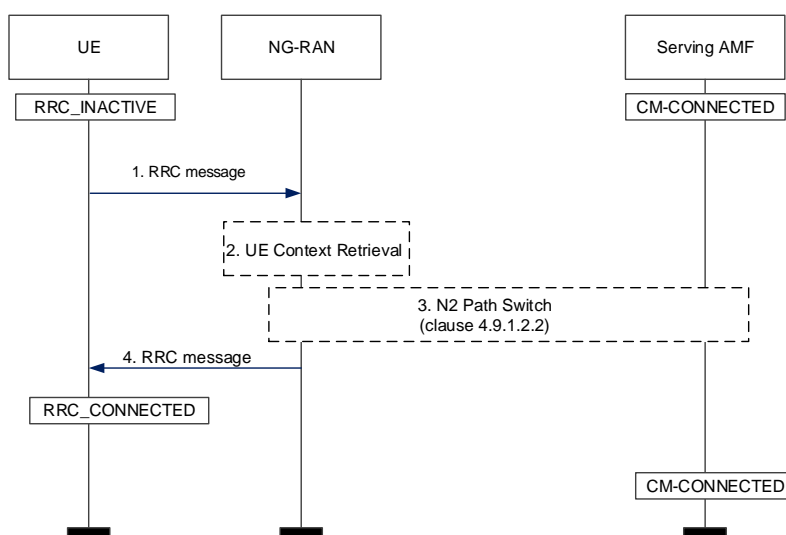 UE
NG-RAN
Serving AMF
RRC_INACTIVE
CM-CONNECTED
1. RRC message
2. UE Context Retrieval
3. N2 Path Switch
(clause 4.9.1.2.2)
4. RRC message
RRC_CONNECTED
CM-CONNECTED